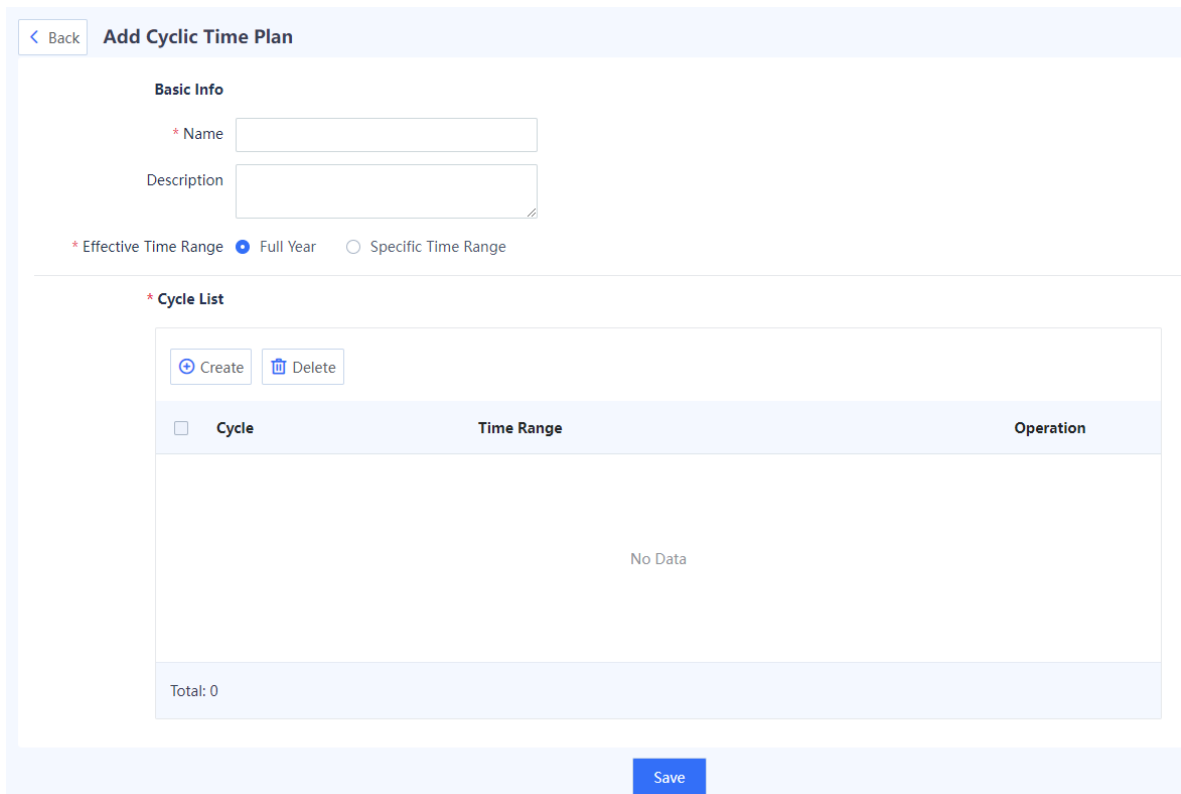 Back Add Cyclic Time Plan
Basic Info
* Name
Description
* Effective Time Range Full Year Specific Time Range
* Cycle List
Create Delete
Cycle Time Range Operation
No Data
Total: 0
Save